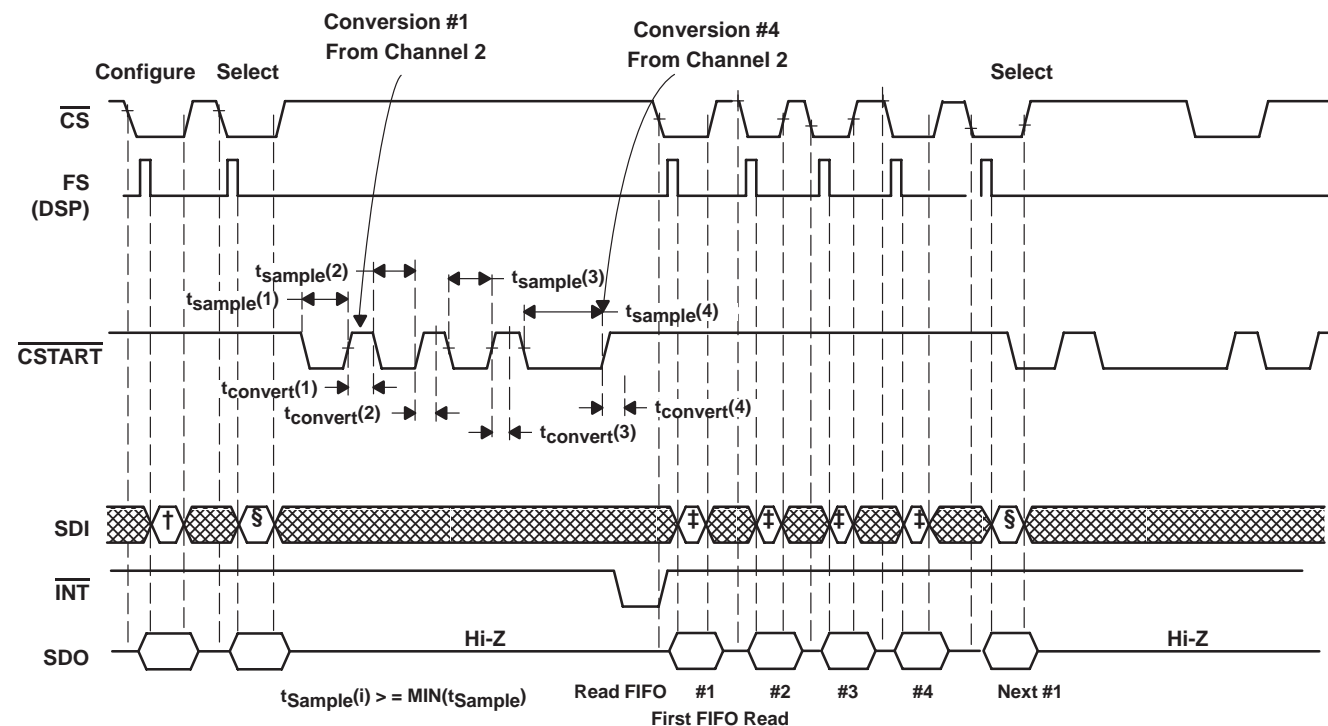 Conversion #1
From Channel 2
Conversion #4
From Channel 2
Configure Select Select
CS
FS
(DSP)
tsample(2) tsample(3)
tsample(1) tsample(4)
CSTART
tconvert(1) tconvert(4)
tconvert(2)
tconvert(3)
SDI † § ‡ ‡ ‡ ‡ §
INT
Hi-Z Hi-Z
SDO
tSample(i) > = MIN(tSample) Read FIFO #1 #2 #3 #4 Next #1
First FIFO Read